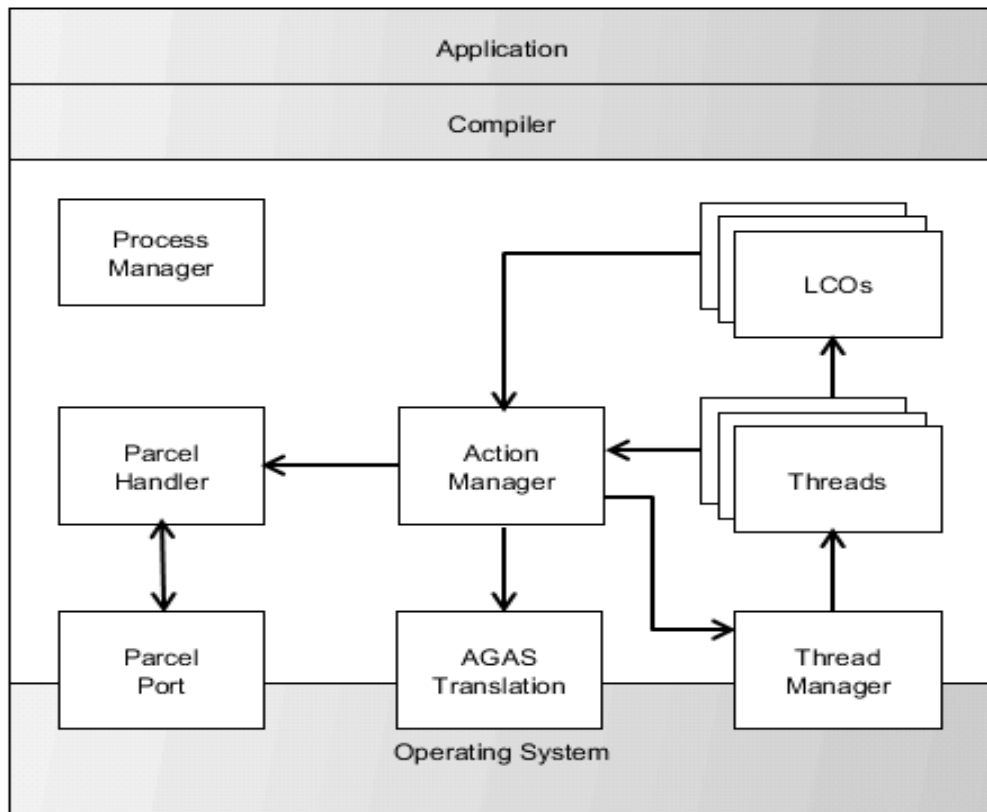 Application
Compiler
Process
Manager
LCOs
Parcel
Handler
Action
Manager
Threads
Parcel
Port
AGAS
Translation
Thread
Manager
Operating System